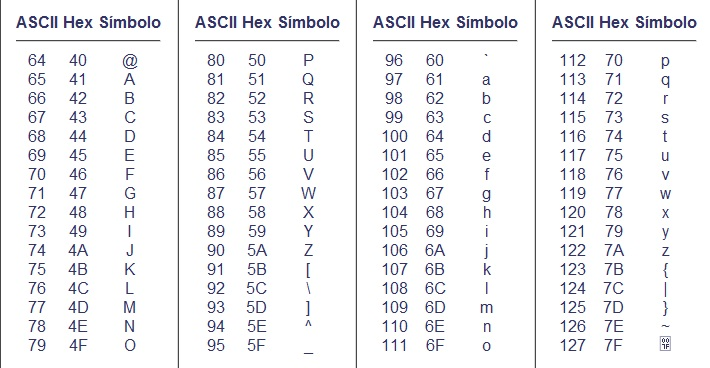 ASCII Hex Símbolo ASCII Hex Símbolo ASCII Hex Símbolo ASCII Hex Símbolo
64 40 @ 80 50 P 96 60 ` 112 70 p
65 41 A 81 51 Q 97 61 a 113 71 q
66 42 B 82 52 R 98 62 b 114 72 r
67 43 C 83 53 S 99 63 c 115 73 s
68 44 D 84 54 T 100 64 d 116 74 t
69 45 E 85 55 U 101 65 e 117 75 u
70 46 F 86 56 V 102 66 f 118 76 v
71 47 G 87 57 W 103 67 g 119 77 w
72 48 H 88 58 X 104 68 h 120 78 x
73 49 I 89 59 Y 105 69 i 121 79 y
74 4A J 90 5A Z 106 6A j 122 7A z
75 4B K 91 5B [ 107 6B k 123 7B {
76 4C L 92 5C \ 108 6C l 124 7C |
77 4D M 93 5D ] 109 6D m 125 7D }
78 4E N 94 5E ^ 110 6E n 126 7E ~
79 4F O 95 5F _ 111 6F o 127 7F